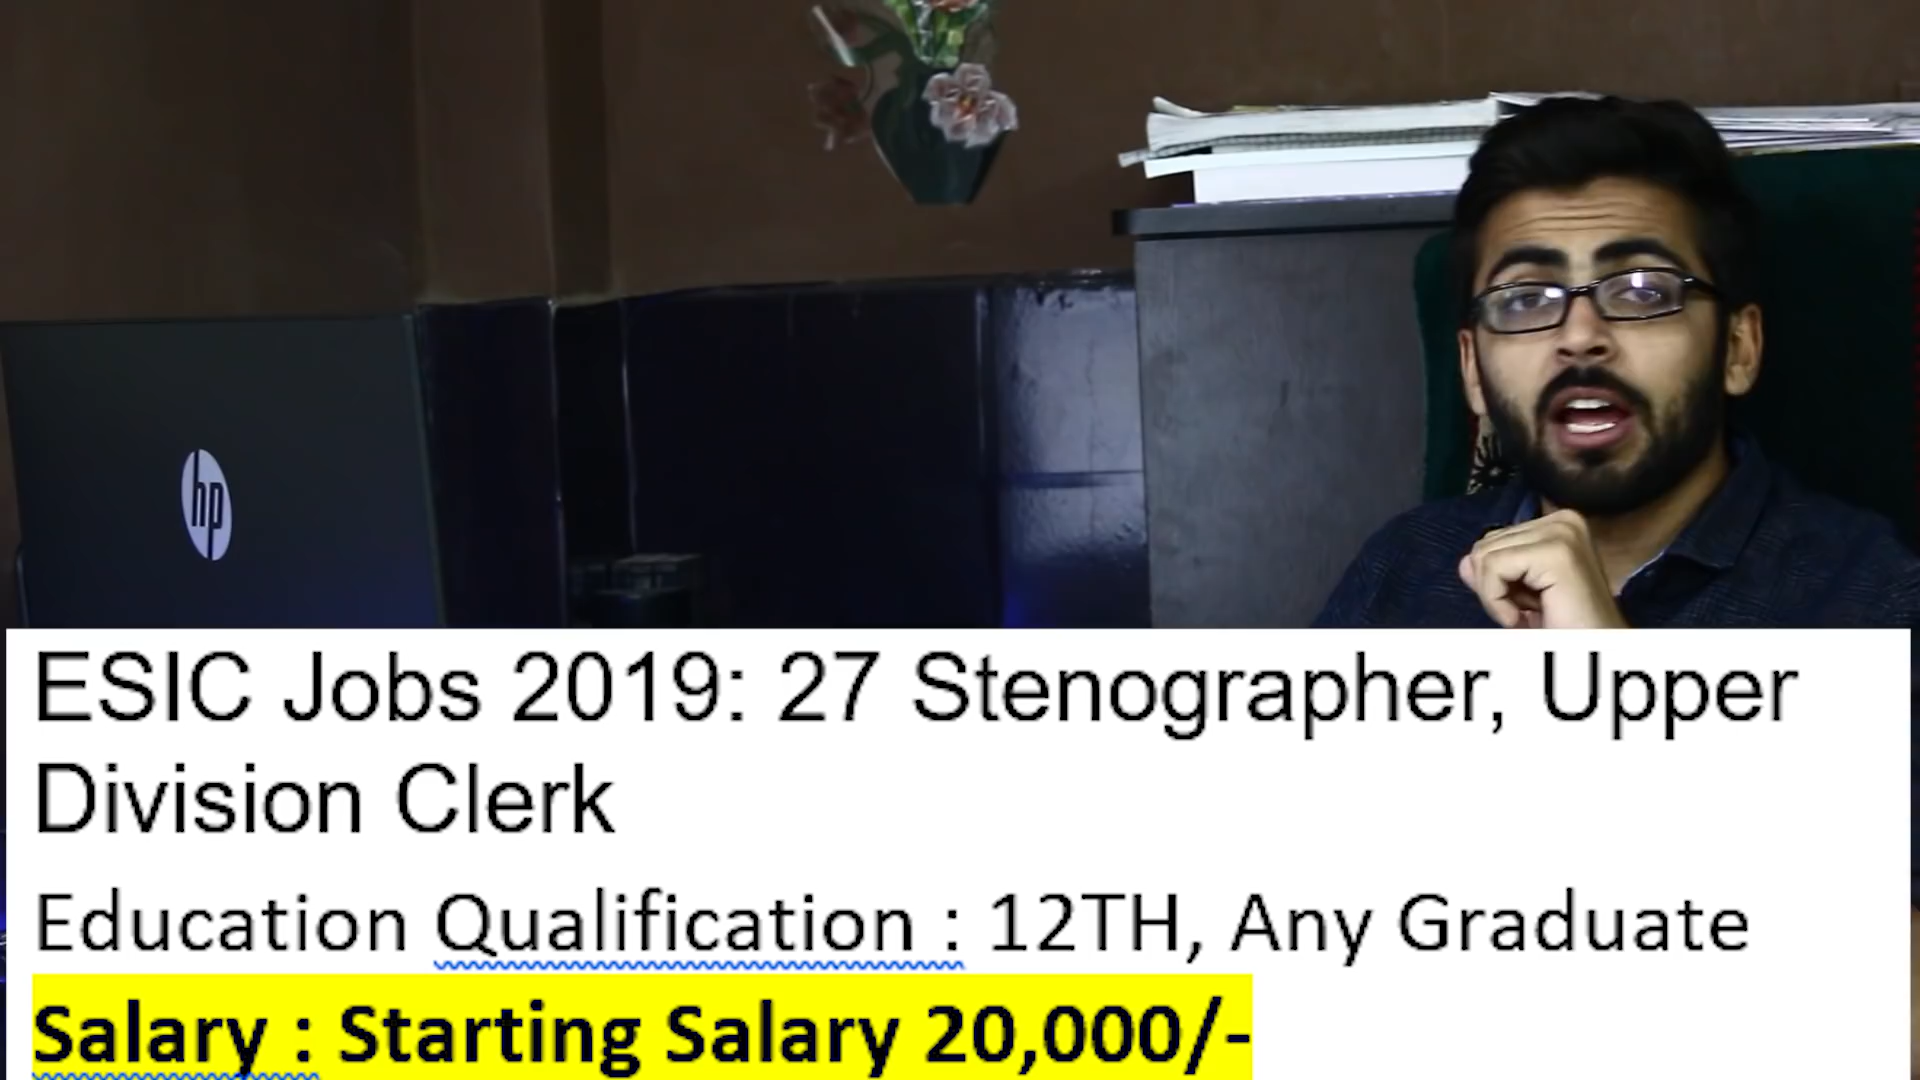 hp
ESIC Jobs 2019: 27 Stenographer, Upper
Division Clerk
Education Qualification : 12TH, Any Graduate
Salary : Starting Salary 20,000/-